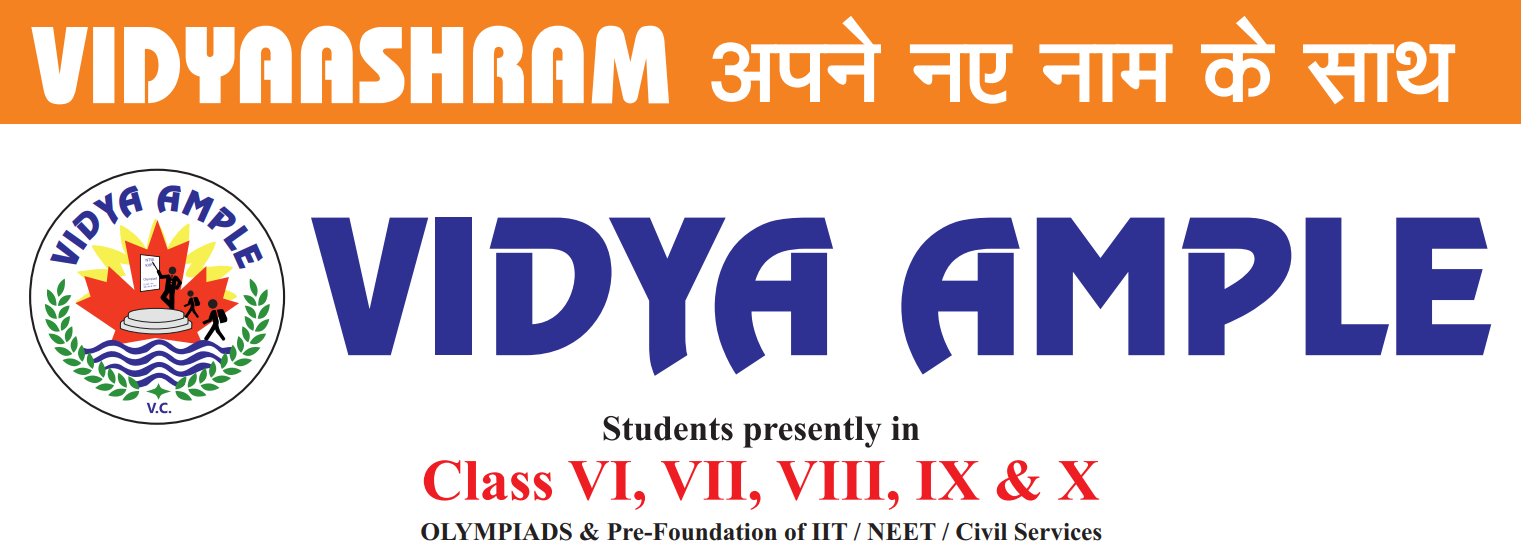 VIDYAASHRAM अपने नए नाम के साथ
VIDYA AMPLE
V.C.
VIDYA AMPLE
Students presently in
Class VI, VII, VIII, IX & X
OLYMPIADS & Pre-Foundation of IIT / NEET / Civil Services